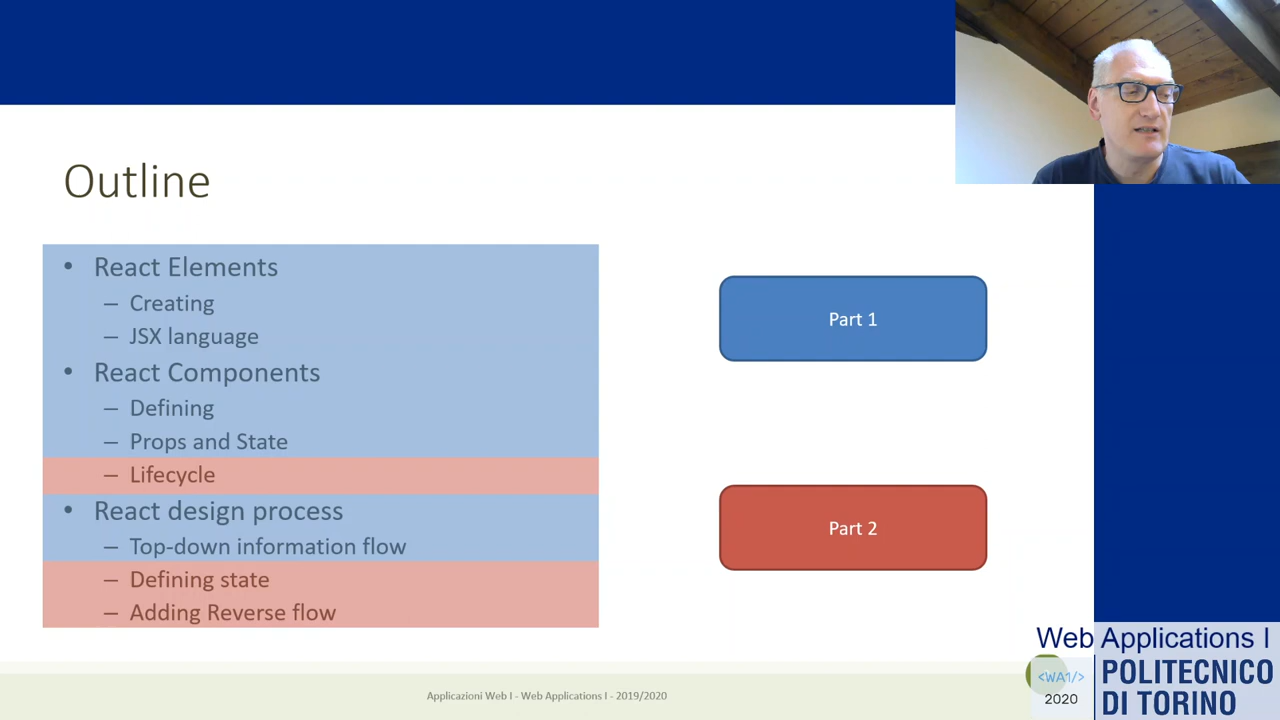 Outline
• React Elements
– Creating
– JSX language
• React Components
– Defining
– Props and State
– Lifecycle
• React design process
– Top-down information flow
– Defining state
– Adding Reverse flow
Part 1
Part 2
Applicazioni Web I - Web Applications I - 2019/2020
Web Applications I
<WA1/>
2020
POLITECNICO
DI TORINO